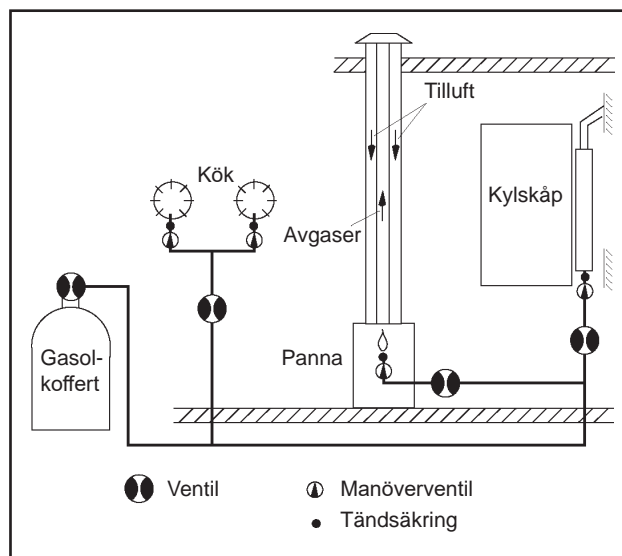 Tilluft
Kök
Kylskåp
Avgaser
Gasol-
koffert
Panna
Ventil
Manöverventil
Tändsäkring